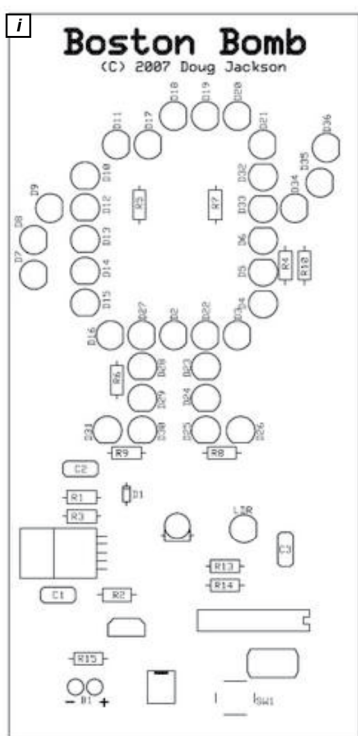 i
Boston Bomb
(C) 2007 Doug Jackson
D18 D19 D20
D11 D17 D21
D36
D35
D10 D32
D34
D9 D12 R5 R7 D33
D8 D13 D6
D7 D14 D5 R4 R10
D15 D4
D16 D27 D2 D22 D3
D28 D23
R6
D29 D24
D31 D30 D25 D26
R9 R8
C2
R1 D1
R3 LDR
C3
R13
R14
C1 R2
R15
- B1 + SW1